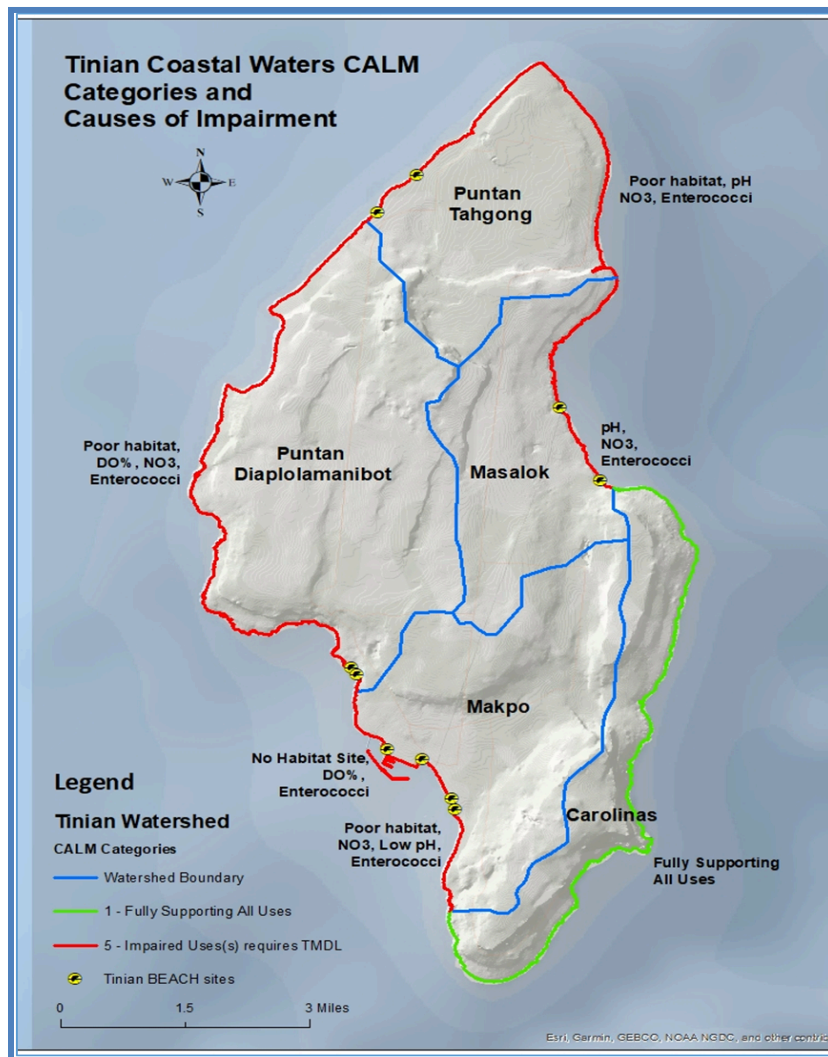 Tinian Coastal Waters CALM
Categories and
Causes of Impairment
N
W
E
S
Puntan
Tahgong
Poor habitat, pH
NO3, Enterococci
Poor habitat,
DO%, NO3,
Enterococci
Puntan
Diaplolamanibot
Masalok
pH,
NO3,
Enterococci
Makpo
No Habitat Site,
DO%,
Enterococci
Poor habitat,
NO3, Low pH,
Enterococci
Carolinas
Fully Supporting
All Uses
Legend
Tinian Watershed
CALM Categories
Watershed Boundary
1 - Fully Supporting All Uses
5 - Impaired Uses(s) requires TMDL
Tinian BEACH sites
0 1.5 3 Miles
Esri, Garmin, GEBCO, NOAA NGDC, and other contric